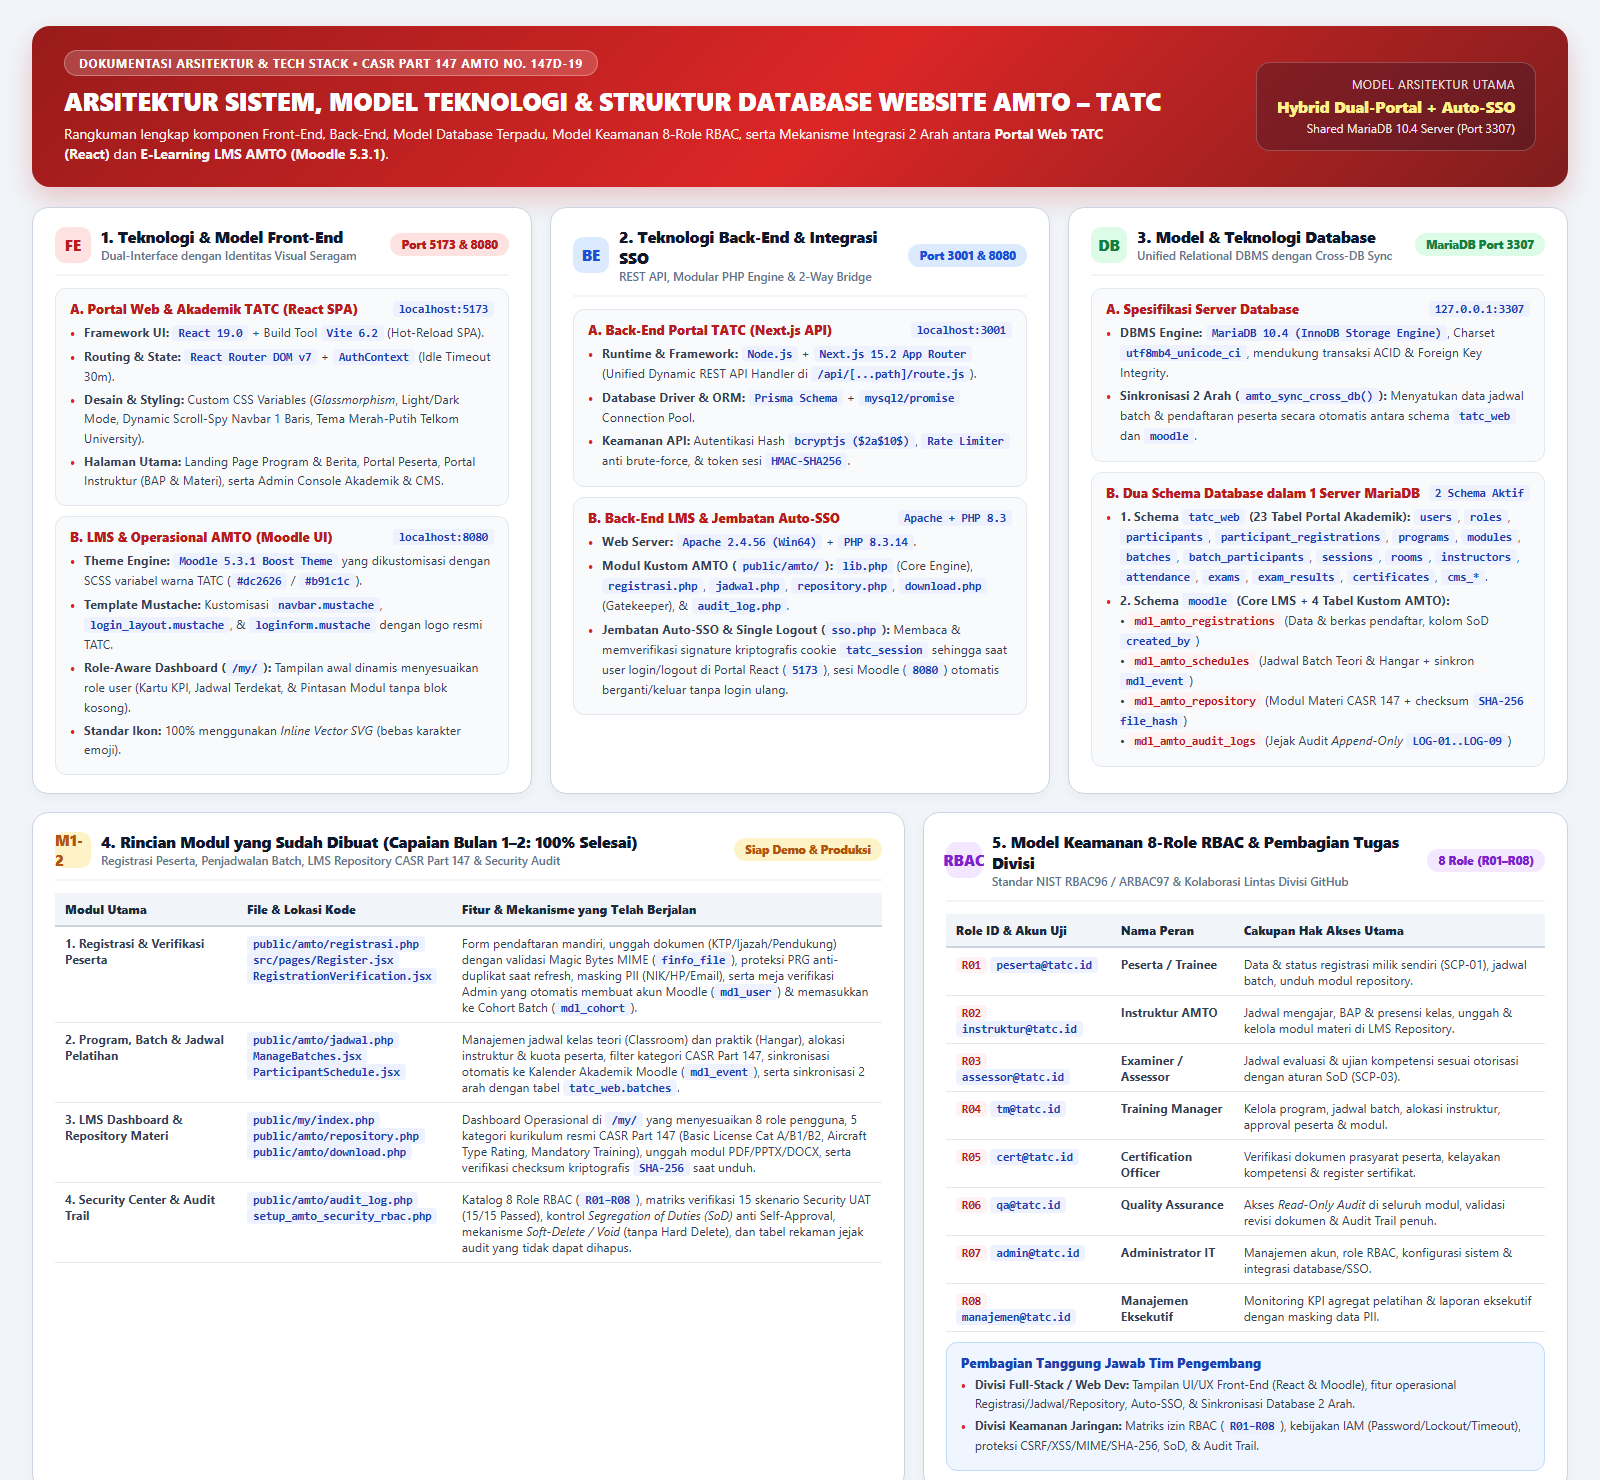 DOKUMENTASI ARSITEKTUR & TECH STACK • CASR PART 147 AMTO NO. 147D-19
ARSITEKTUR SISTEM, MODEL TEKNOLOGI & STRUKTUR DATABASE WEBSITE AMTO – TATC
Rangkuman lengkap komponen Front-End, Back-End, Model Database Terpadu, Model Keamanan 8-Role RBAC, serta Mekanisme Integrasi 2 Arah antara Portal Web TATC
(React) dan E-Learning LMS AMTO (Moodle 5.3.1).
MODEL ARSITEKTUR UTAMA
Hybrid Dual-Portal + Auto-SSO
Shared MariaDB 10.4 Server (Port 3307)
FE
1. Teknologi & Model Front-End
Dual-Interface dengan Identitas Visual Seragam
Port 5173 & 8080
A. Portal Web & Akademik TATC (React SPA)
localhost:5173
• Framework UI: React 19.0 + Build Tool Vite 6.2 (Hot-Reload SPA).
• Routing & State: React Router DOM v7 + AuthContext (Idle Timeout
30m).
• Desain & Styling: Custom CSS Variables (Glassmorphism, Light/Dark
Mode, Dynamic Scroll-Spy Navbar 1 Baris, Tema Merah-Putih Telkom
University).
• Halaman Utama: Landing Page Program & Berita, Portal Peserta, Portal
Instruktur (BAP & Materi), serta Admin Console Akademik & CMS.
B. LMS & Operasional AMTO (Moodle UI)
localhost:8080
• Theme Engine: Moodle 5.3.1 Boost Theme yang dikustomisasi dengan
SCSS variabel warna TATC ( #dc2626 / #b91c1c ).
• Template Mustache: Kustomisasi navbar.mustache ,
login_layout.mustache , & loginform.mustache dengan logo resmi
TATC.
• Role-Aware Dashboard ( /my/ ): Tampilan awal dinamis menyesuaikan
role user (Kartu KPI, Jadwal Terdekat, & Pintasan Modul tanpa blok
kosong).
• Standar Ikon: 100% menggunakan Inline Vector SVG (bebas karakter
emoji).
BE
2. Teknologi Back-End & Integrasi
SSO
REST API, Modular PHP Engine & 2-Way Bridge
Port 3001 & 8080
A. Back-End Portal TATC (Next.js API)
localhost:3001
• Runtime & Framework: Node.js + Next.js 15.2 App Router
(Unified Dynamic REST API Handler di /api/[...path]/route.js ).
• Database Driver & ORM: Prisma Schema + mysql2/promise
Connection Pool.
• Keamanan API: Autentikasi Hash bcryptjs ($2a$10$) , Rate Limiter
anti brute-force, & token sesi HMAC-SHA256 .
B. Back-End LMS & Jembatan Auto-SSO
Apache + PHP 8.3
• Web Server: Apache 2.4.56 (Win64) + PHP 8.3.14 .
• Modul Kustom AMTO ( public/amto/ ): lib.php (Core Engine),
registrasi.php , jadwal.php , repository.php , download.php
(Gatekeeper), & audit_log.php .
• Jembatan Auto-SSO & Single Logout ( sso.php ): Membaca &
memverifikasi signature kriptografis cookie tatc_session sehingga saat
user login/logout di Portal React ( 5173 ), sesi Moodle ( 8080 ) otomatis
berganti/keluar tanpa login ulang.
DB
3. Model & Teknologi Database
Unified Relational DBMS dengan Cross-DB Sync
MariaDB Port 3307
A. Spesifikasi Server Database
127.0.0.1:3307
• DBMS Engine: MariaDB 10.4 (InnoDB Storage Engine) , Charset
utf8mb4_unicode_ci , mendukung transaksi ACID & Foreign Key
Integrity.
• Sinkronisasi 2 Arah ( amto_sync_cross_db() ): Menyatukan data jadwal
batch & pendaftaran peserta secara otomatis antara schema tatc_web
dan moodle .
B. Dua Schema Database dalam 1 Server MariaDB
2 Schema Aktif
• 1. Schema tatc_web (23 Tabel Portal Akademik): users , roles ,
participants , participant_registrations , programs , modules ,
batches , batch_participants , sessions , rooms , instructors ,
attendance , exams , exam_results , certificates , cms_* .
• 2. Schema moodle (Core LMS + 4 Tabel Kustom AMTO):
• mdl_amto_registrations (Data & berkas pendaftar, kolom SoD
created_by )
• mdl_amto_schedules (Jadwal Batch Teori & Hangar + sinkron
mdl_event )
• mdl_amto_repository (Modul Materi CASR 147 + checksum SHA-256
file_hash )
• mdl_amto_audit_logs (Jejak Audit Append-Only LOG-01..LOG-09 )
M1-
2
4. Rincian Modul yang Sudah Dibuat (Capaian Bulan 1–2: 100% Selesai)
Registrasi Peserta, Penjadwalan Batch, LMS Repository CASR Part 147 & Security Audit
Siap Demo & Produksi
Modul Utama File & Lokasi Kode Fitur & Mekanisme yang Telah Berjalan
1. Registrasi & Verifikasi
Peserta
public/amto/registrasi.php
src/pages/Register.jsx
RegistrationVerification.jsx
Form pendaftaran mandiri, unggah dokumen (KTP/Ijazah/Pendukung)
dengan validasi Magic Bytes MIME ( finfo_file ), proteksi PRG anti-
duplikat saat refresh, masking PII (NIK/HP/Email), serta meja verifikasi
Admin yang otomatis membuat akun Moodle ( mdl_user ) & memasukkan
ke Cohort Batch ( mdl_cohort ).
2. Program, Batch & Jadwal
Pelatihan
public/amto/jadwal.php
ManageBatches.jsx
ParticipantSchedule.jsx
Manajemen jadwal kelas teori (Classroom) dan praktik (Hangar), alokasi
instruktur & kuota peserta, filter kategori CASR Part 147, sinkronisasi
otomatis ke Kalender Akademik Moodle ( mdl_event ), serta sinkronisasi 2
arah dengan tabel tatc_web.batches .
3. LMS Dashboard &
Repository Materi
public/my/index.php
public/amto/repository.php
public/amto/download.php
Dashboard Operasional di /my/ yang menyesuaikan 8 role pengguna, 5
kategori kurikulum resmi CASR Part 147 (Basic License Cat A/B1/B2, Aircraft
Type Rating, Mandatory Training), unggah modul PDF/PPTX/DOCX, serta
verifikasi checksum kriptografis SHA-256 saat unduh.
4. Security Center & Audit
Trail
public/amto/audit_log.php
setup_amto_security_rbac.php
Katalog 8 Role RBAC ( R01–R08 ), matriks verifikasi 15 skenario Security UAT
(15/15 Passed), kontrol Segregation of Duties (SoD) anti Self-Approval,
mekanisme Soft-Delete / Void (tanpa Hard Delete), dan tabel rekaman jejak
audit yang tidak dapat dihapus.
RBAC
5. Model Keamanan 8-Role RBAC & Pembagian Tugas
Divisi
Standar NIST RBAC96 / ARBAC97 & Kolaborasi Lintas Divisi GitHub
8 Role (R01–R08)
Role ID & Akun Uji Nama Peran Cakupan Hak Akses Utama
R01 peserta@tatc.id
Peserta / Trainee
Data & status registrasi milik sendiri (SCP-01), jadwal
batch, unduh modul repository.
R02
instruktur@tatc.id
Instruktur AMTO
Jadwal mengajar, BAP & presensi kelas, unggah &
kelola modul materi di LMS Repository.
R03
assessor@tatc.id
Examiner /
Assessor
Jadwal evaluasi & ujian kompetensi sesuai otorisasi
dengan aturan SoD (SCP-03).
R04 tm@tatc.id
Training Manager
Kelola program, jadwal batch, alokasi instruktur,
approval peserta & modul.
R05 cert@tatc.id
Certification
Officer
Verifikasi dokumen prasyarat peserta, kelayakan
kompetensi & register sertifikat.
R06 qa@tatc.id
Quality Assurance
Akses Read-Only Audit di seluruh modul, validasi
revisi dokumen & Audit Trail penuh.
R07 admin@tatc.id
Administrator IT
Manajemen akun, role RBAC, konfigurasi sistem &
integrasi database/SSO.
R08
manajemen@tatc.id
Manajemen
Eksekutif
Monitoring KPI agregat pelatihan & laporan eksekutif
dengan masking data PII.
Pembagian Tanggung Jawab Tim Pengembang
• Divisi Full-Stack / Web Dev: Tampilan UI/UX Front-End (React & Moodle), fitur operasional
Registrasi/Jadwal/Repository, Auto-SSO, & Sinkronisasi Database 2 Arah.
• Divisi Keamanan Jaringan: Matriks izin RBAC ( R01–R08 ), kebijakan IAM (Password/Lockout/Timeout),
proteksi CSRF/XSS/MIME/SHA-256, SoD, & Audit Trail.